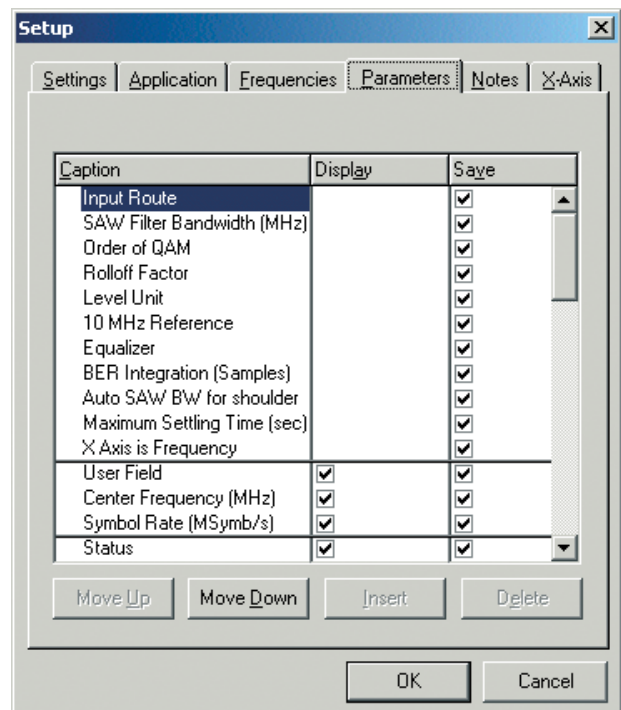 Setup
Settings Application Frequencies Parameters Notes X-Axis
Caption Display Save
Input Route
SAW Filter Bandwidth (MHz)
Order of QAM
Rolloff Factor
Level Unit
10 MHz Reference
Equalizer
BER Integration (Samples)
Auto SAW BW for shoulder
Maximum Settling Time (sec)
X Axis is Frequency
User Field
Center Frequency (MHz)
Symbol Rate (MSymb/s)
Status
Move Up Move Down Insert Delete
OK Cancel